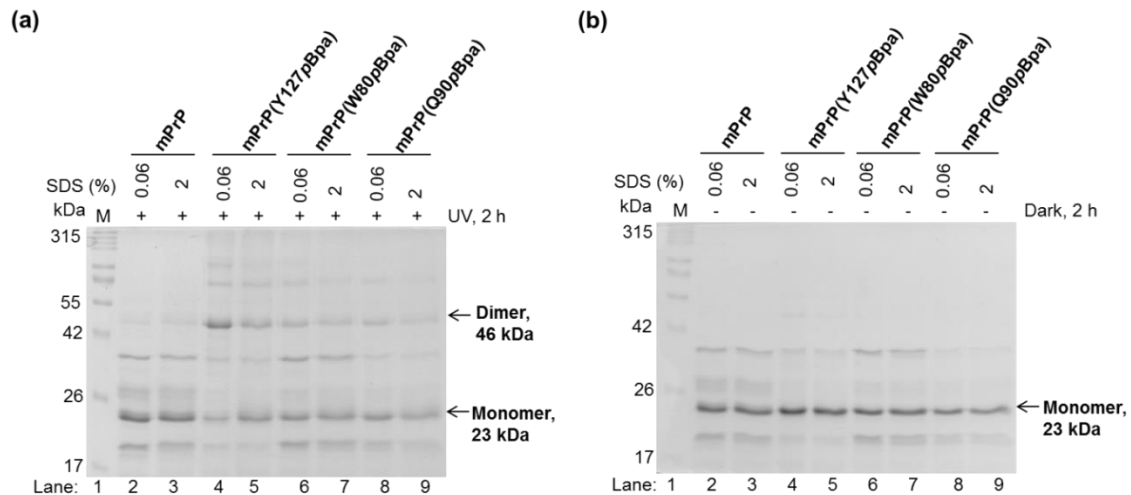 (a)
mPrP
mPrP(Y127pBpa)
mPrP(W80pBpa)
mPrP(Q90pBpa)
SDS (%) 0.06 2 0.06 2 0.06 2 0.06 2
kDa M + + + + + + + + UV, 2 h
315
55
42
26
17
Dimer,
46 kDa
Monomer,
23 kDa
Lane: 1 2 3 4 5 6 7 8 9
(b)
mPrP
mPrP(Y127pBpa)
mPrP(W80pBpa)
mPrP(Q90pBpa)
SDS (%) 0.06 2 0.06 2 0.06 2 0.06 2
kDa M - - - - - - - - Dark, 2 h
315
42
26
17
Monomer,
23 kDa
Lane: 1 2 3 4 5 6 7 8 9